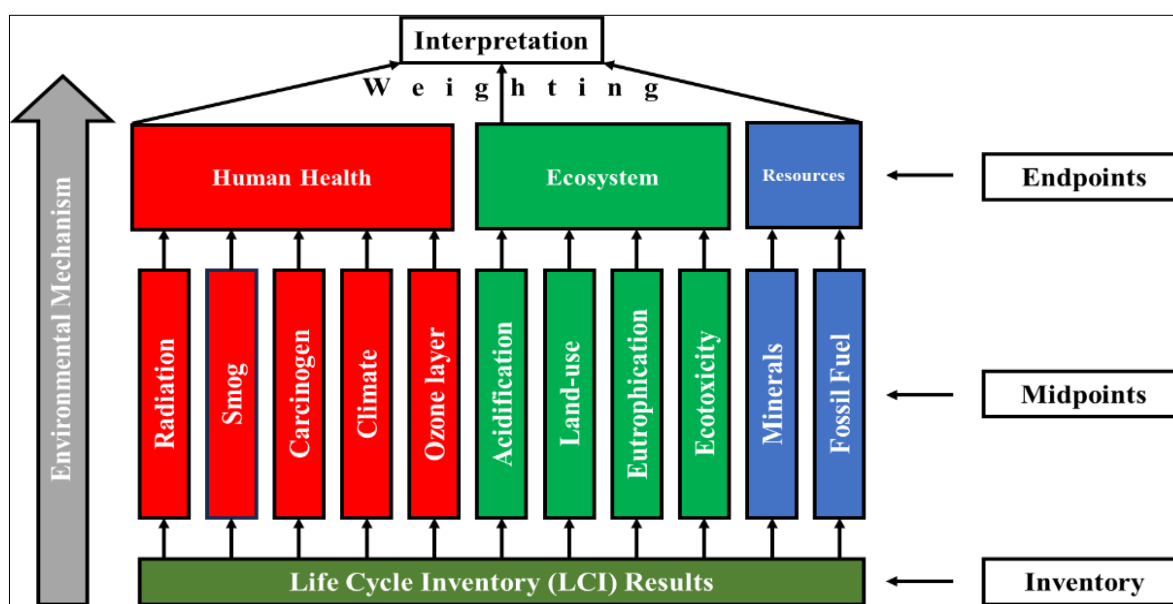 Interpretation
W e i g h t i n g
Human Health
Ecosystem
Resources
Endpoints
Environmental Mechanism
Radiation
Smog
Carcinogen
Climate
Ozone layer
Acidification
Land-use
Eutrophication
Ecotoxicity
Minerals
Fossil Fuel
Midpoints
Life Cycle Inventory (LCI) Results
Inventory